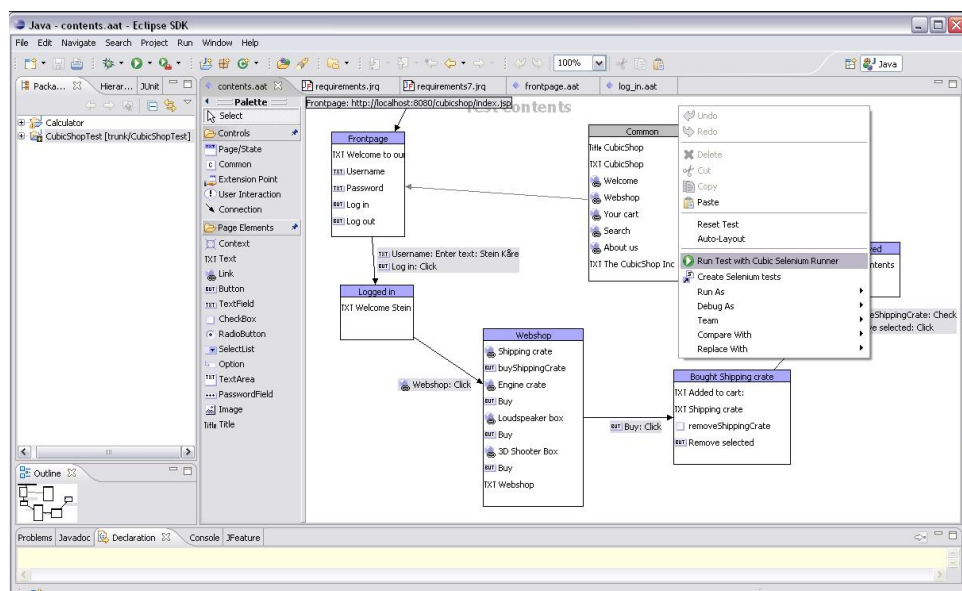 Java - contents.aat - Eclipse SDK
File Edit Navigate Search Project Run Window Help
100%
Java
Packa... Hierar... JUnit
contents.aat requirements.jrq requirements7.jrq frontpage.aat log_in.aat
Calculator
CubicShopTest [trunk/CubicShopTest]
Palette
Select
Controls
Page/State
Common
Extension Point
User Interaction
Connection
Page Elements
Context
TXT Text
Link
BUT Button
TXT TextField
CheckBox
RadioButton
SelectList
Option
TXT TextArea
PasswordField
Image
Title Title
Frontpage: http://localhost:8080/cubicshop/index.jsp
Test contents
Frontpage
TXT Welcome to our
TXT Username
TXT Password
BUT Log in
BUT Log out
TXT Username: Enter text: Stein Kåre
BUT Log in: Click
Logged in
TXT Welcome Stein
Webshop: Click
Webshop
Shipping crate
BUT buyShippingCrate
Engine crate
BUT Buy
Loudspeaker box
BUT Buy
3D Shooter Box
BUT Buy
TXT Webshop
BUT Buy: Click
Common
Title CubicShop
TXT CubicShop
Welcome
Webshop
Your cart
Search
About us
TXT The CubicShop Inc
Undo
Redo
Delete
Cut
Copy
Paste
Reset Test
Auto-Layout
Run Test with Cubic Selenium Runner
Create Selenium tests
Run As
Debug As
Team
Compare With
Replace With
ved
ntents
eShippingCrate: Check
ve selected: Click
Bought Shipping crate
TXT Added to cart:
TXT Shipping crate
removeShippingCrate
BUT Remove selected
Outline
Problems Javadoc Declaration Console JFeature